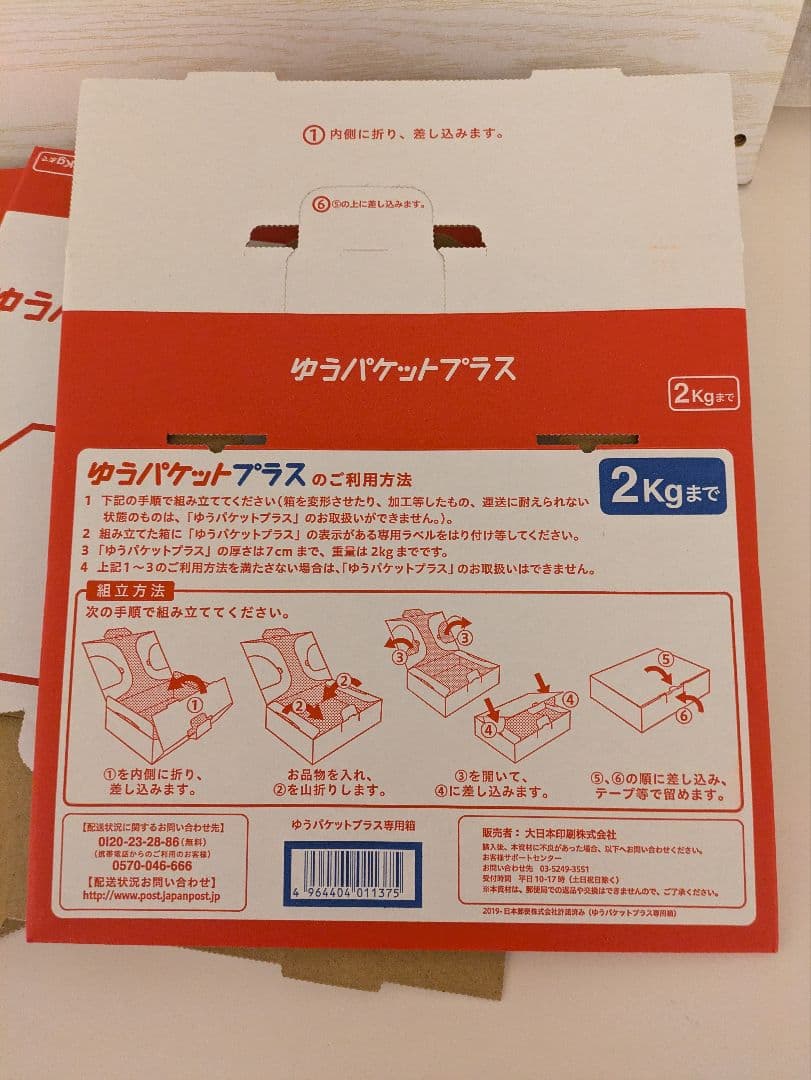 ①内側に折り、差し込みます。
⑥⑤の上に差し込みます。
ゆうパケットプラス
2Kgまで
ゆうパケットプラスのご利用方法
2Kgまで
1 下記の手順で組み立ててください(箱を変形させたり、加工等したもの、運送に耐えられない
状態のものは、「ゆうパケットプラス」のお取扱いができません。)。
2 組み立てた箱に「ゆうパケットプラス」の表示がある専用ラベルをはり付け等してください。
3 「ゆうパケットプラス」の厚さは7cmまで、重量は2kgまでです。
4 上記1~3のご利用方法を満たさない場合は、「ゆうパケットプラス」のお取扱いはできません。
組立方法
次の手順で組み立ててください。
① ② ② ③ ③ ④ ④ ⑤ ⑥
①を内側に折り、
差し込みます。
お品物を入れ、
②を山折りします。
③を開いて、
④に差し込みます。
⑤、⑥の順に差し込み、
テープ等で留めます。
【配送状況に関するお問い合わせ先】
0120-23-28-86(無料)
(携帯電話からのご利用のお客様)
0570-046-666
【配送状況お問い合わせ】
http://www.post.japanpost.jp
ゆうパケットプラス専用箱
4 964404 011375
販売者:大日本印刷株式会社
購入後、本資材に不良があった場合、以下へお問い合わせください。
お客様サポートセンター
お問い合わせ先 03-5249-3551
受付時間 平日10-17時(土日祝日除く)
※本資材は、郵便局での返品や交換はできませんので、ご了承ください。
2019-日本郵便株式会社許諾済み(ゆうパケットプラス専用箱)
Kgまで
ゆうパ